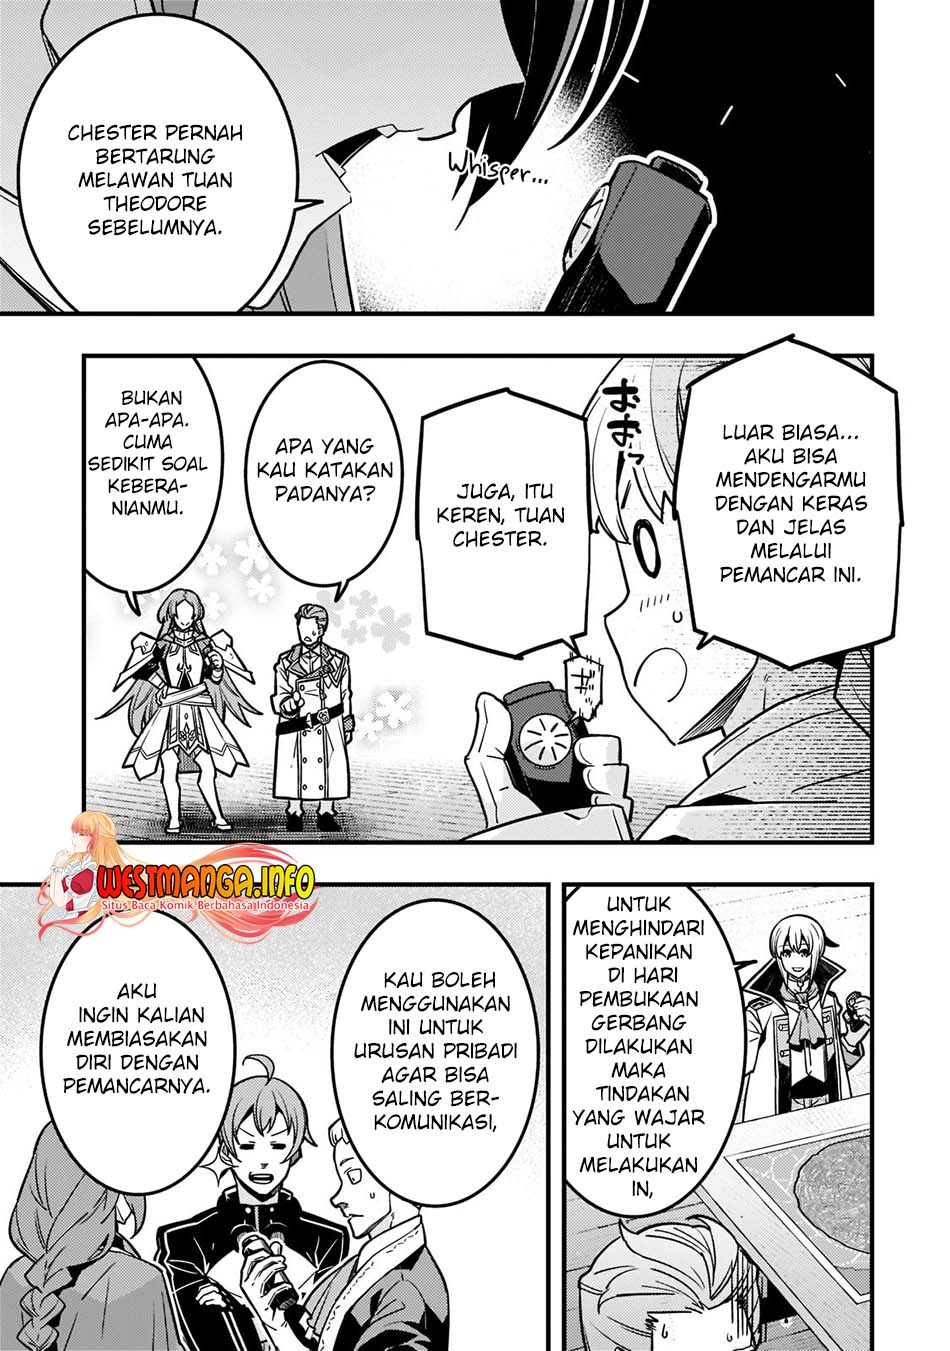 CHESTER PERNAH
BERTARUNG
MELAWAN TUAN
THEODORE
SEBELUMNYA.
Whisper...
LUAR BIASA...
AKU BISA
MENDENGARMU
DENGAN KERAS
DAN JELAS
MELALUI
PEMANCAR INI.
おおっ
JUGA, ITU
KEREN, TUAN
CHESTER.
APA YANG
KAU KATAKAN
PADANYA?
BUKAN
APA-APA.
CUMA
SEDIKIT SOAL
KEBERA-
NIANMU.
UNTUK
MENGHINDARI
KEPANIKAN
DI HARI
PEMBUKAAN
GERBANG
DILAKUKAN
MAKA
TINDAKAN
YANG WAJAR
UNTUK
MELAKUKAN
IN,
KAU BOLEH
MENGGUNAKAN
INI UNTUK
URUSAN PRIBADI
AGAR BISA
SALING BER-
KOMUNIKASI,
AKU
INGIN KALIAN
MEMBIASAKAN
DIRI DENGAN
PEMANCARNYA.
WESTMANGA.INFO
Situs Baca Komik Berbahasa Indonesia